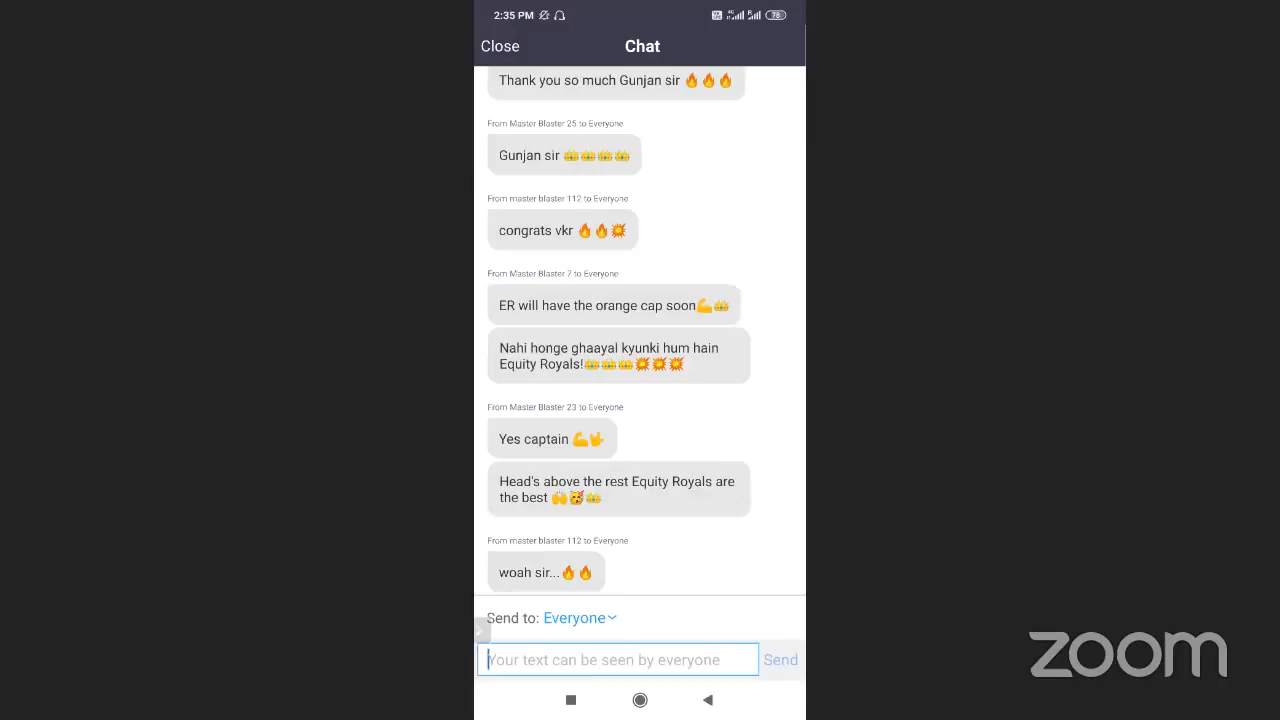 2:35 PM
70
Close
Chat
Thank you so much Gunjan sir 🔥🔥🔥
From Master Blaster 25 to Everyone
Gunjan sir 👑👑👑👑
From master blaster 112 to Everyone
congrats vkr 🔥🔥💥
From Master Blaster 7 to Everyone
ER will have the orange cap soon💪👑
Nahi honge ghaayal kyunki hum hain
Equity Royals!👑👑👑💥💥💥
From Master Blaster 23 to Everyone
Yes captain 💪🤟
Head's above the rest Equity Royals are
the best 🙌🥳👑
From master blaster 112 to Everyone
woah sir...🔥🔥
Send to: Everyone
Your text can be seen by everyone
Send
zoom